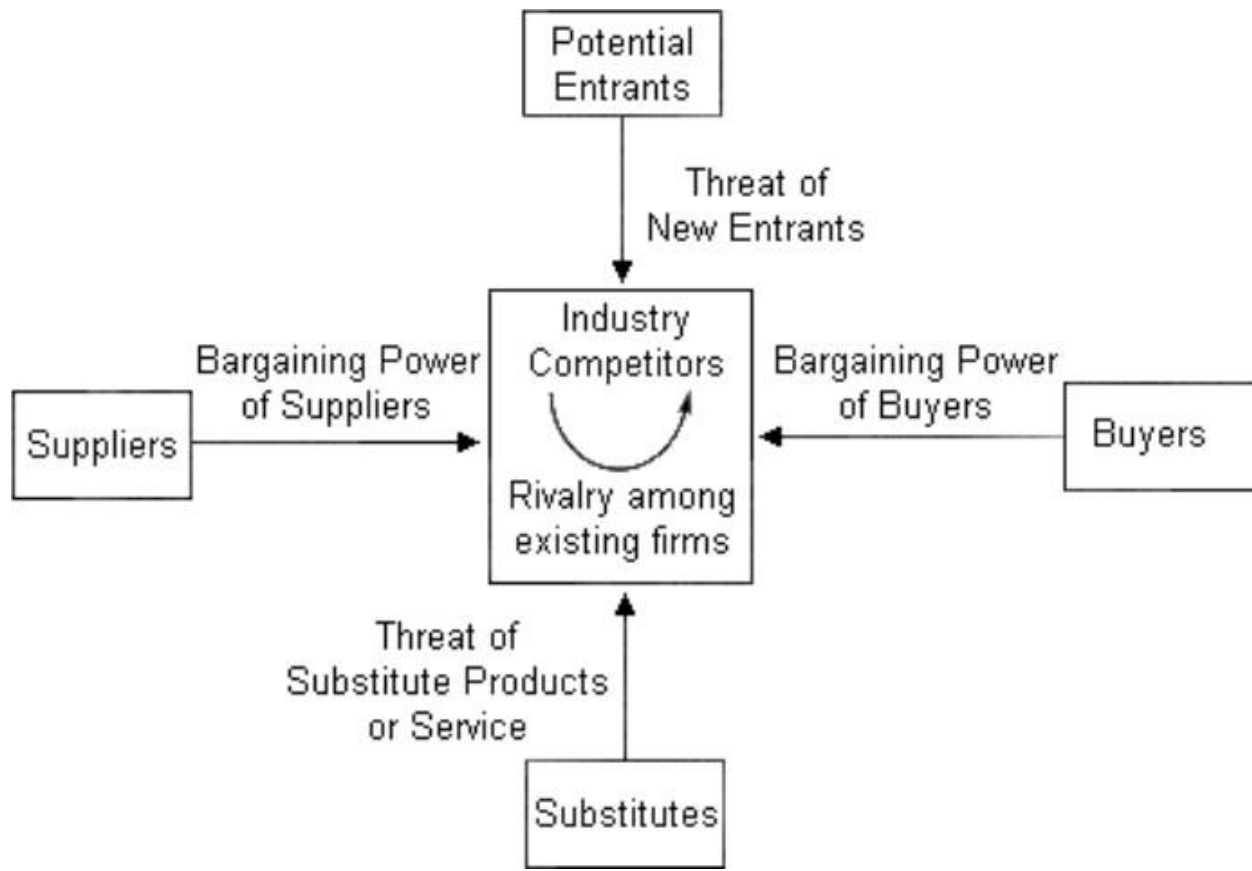 Potential
Entrants
Threat of
New Entrants
Industry
Competitors
Bargaining Power
of Suppliers
Bargaining Power
of Buyers
Suppliers
Buyers
Rivalry among
existing firms
Threat of
Substitute Products
or Service
Substitutes